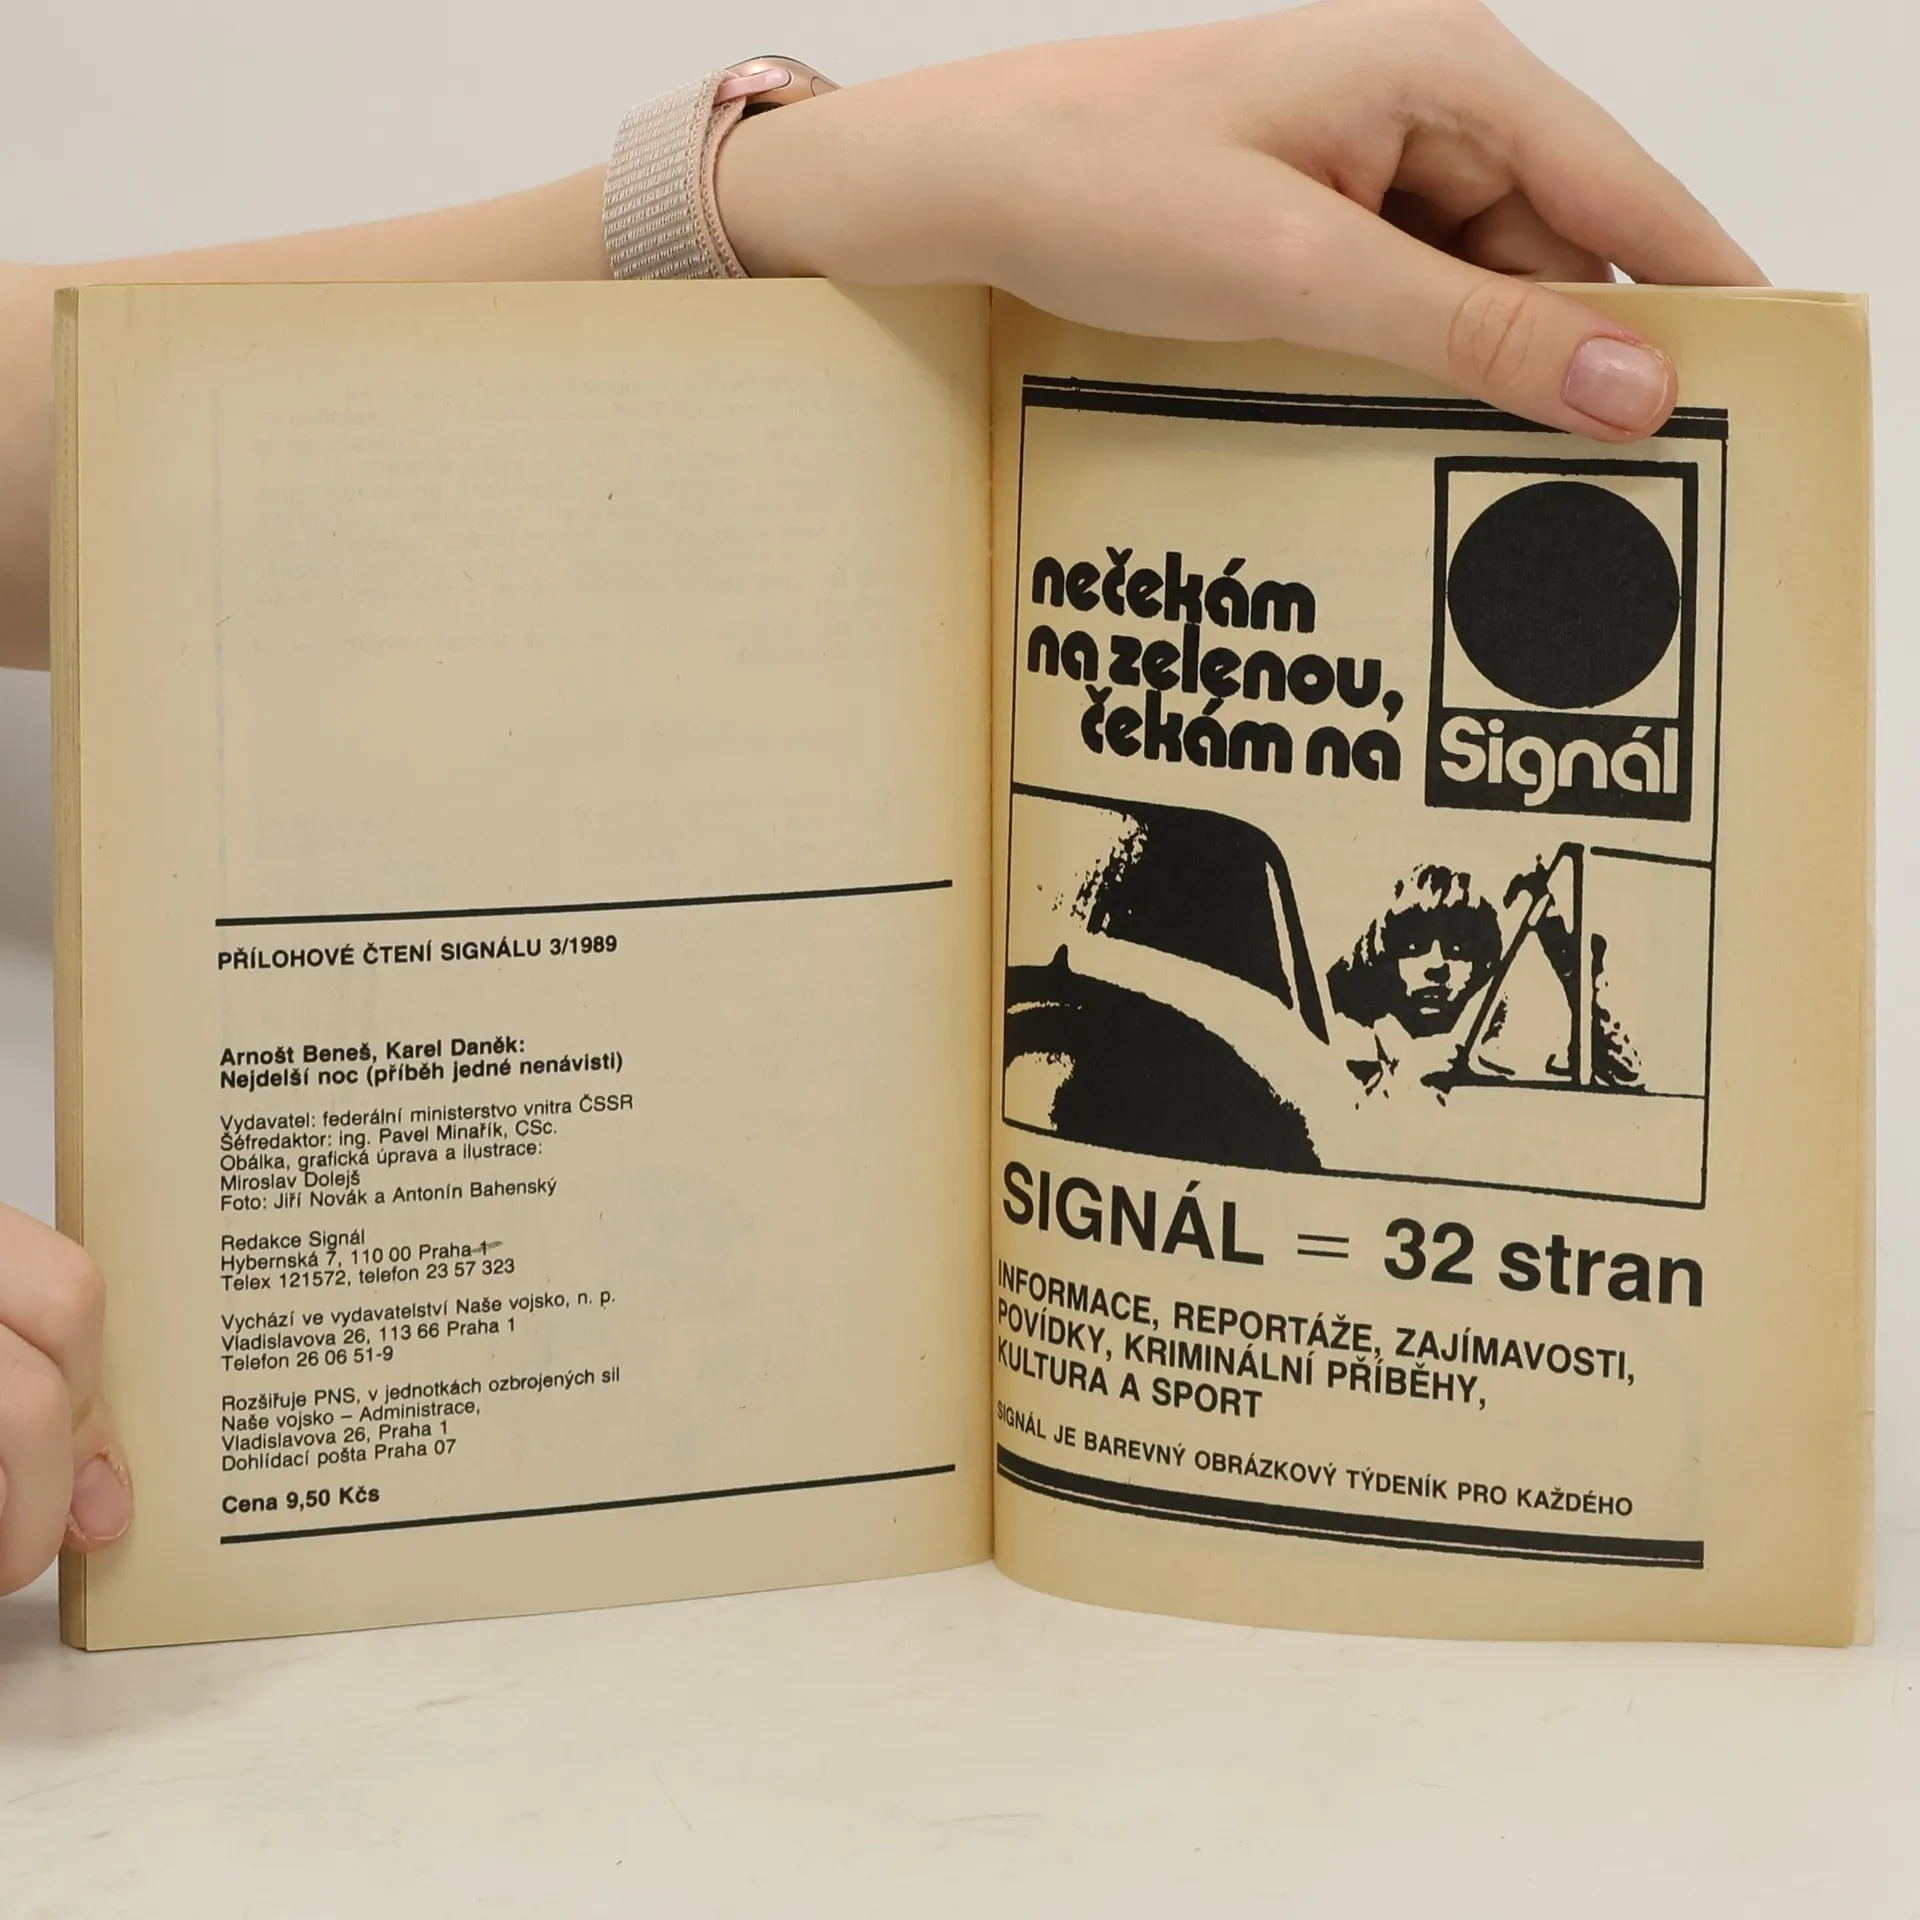 PŘÍLOHOVÉ ČTENÍ SIGNÁLU 3/1989
Arnošt Beneš, Karel Daněk:
Nejdelší noc (příběh jedné nenávisti)
Vydavatel: federální ministerstvo vnitra ČSSR
Šéfredaktor: ing. Pavel Minařík, CSc.
Obálka, grafická úprava a ilustrace:
Miroslav Dolejš
Foto: Jiří Novák a Antonín Bahenský
Redakce Signál
Hybernská 7, 110 00 Praha 1
Telex 121572, telefon 23 57 323
Vychází ve vydavatelství Naše vojsko, n. p.
Vladislavova 26, 113 66 Praha 1
Telefon 26 06 51-9
Rozšiřuje PNS, v jednotkách ozbrojených sil
Naše vojsko – Administrace,
Vladislavova 26, Praha 1
Dohlídací pošta Praha 07
Cena 9,50 Kčs
nečekám
na zelenou,
čekám na
Signál
SIGNÁL = 32 stran
INFORMACE, REPORTÁŽE, ZAJÍMAVOSTI,
POVÍDKY, KRIMINÁLNÍ PŘÍBĚHY,
KULTURA A SPORT
SIGNÁL JE BAREVNÝ OBRÁZKOVÝ TÝDENÍK PRO KAŽDÉHO